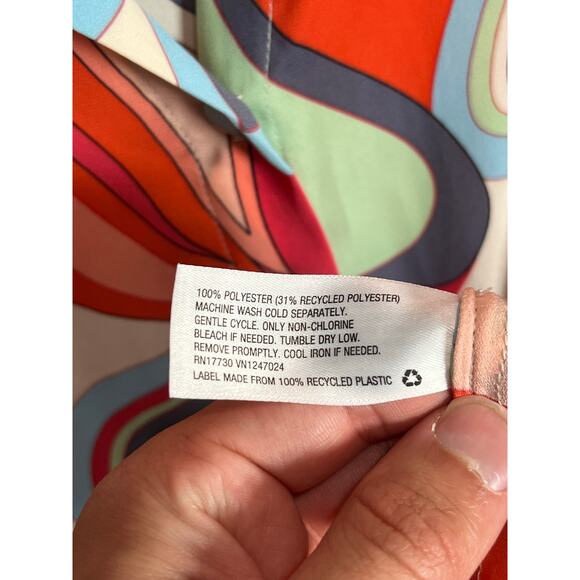 100% POLYESTER (31% RECYCLED POLYESTER)
MACHINE WASH COLD SEPARATELY.
GENTLE CYCLE. ONLY NON-CHLORINE
BLEACH IF NEEDED. TUMBLE DRY LOW.
REMOVE PROMPTLY. COOL IRON IF NEEDED.
RN17730 VN1247024
LABEL MADE FROM 100% RECYCLED PLASTIC